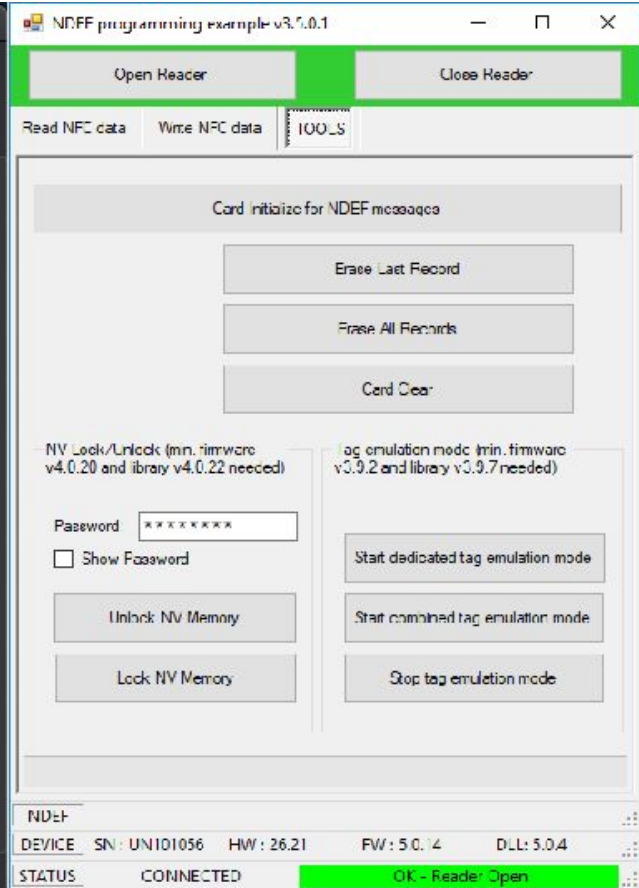 NDEF programming example v3.5.0.1
Open Reader
Close Reader
Read NFC data
Write NFC data
TOOLS
Card Initialize for NDEF messages
Erase Last Record
Erase All Records
Card Clear
NV Lock/Unlock (min. firmware
v4.0.20 and library v4.0.22 needed)
Password
********
Show Password
Unlock NV Memory
Lock NV Memory
Tag emulation mode (min. firmware
v3.9.2 and library v3.9.7 needed)
Start dedicated tag emulation mode
Start combined tag emulation mode
Stop tag emulation mode
NDEF
DEVICE SN : UN101056 HW : 26.21 FW : 5.0.14 DLL: 5.0.4
STATUS CONNECTED OK - Reader Open